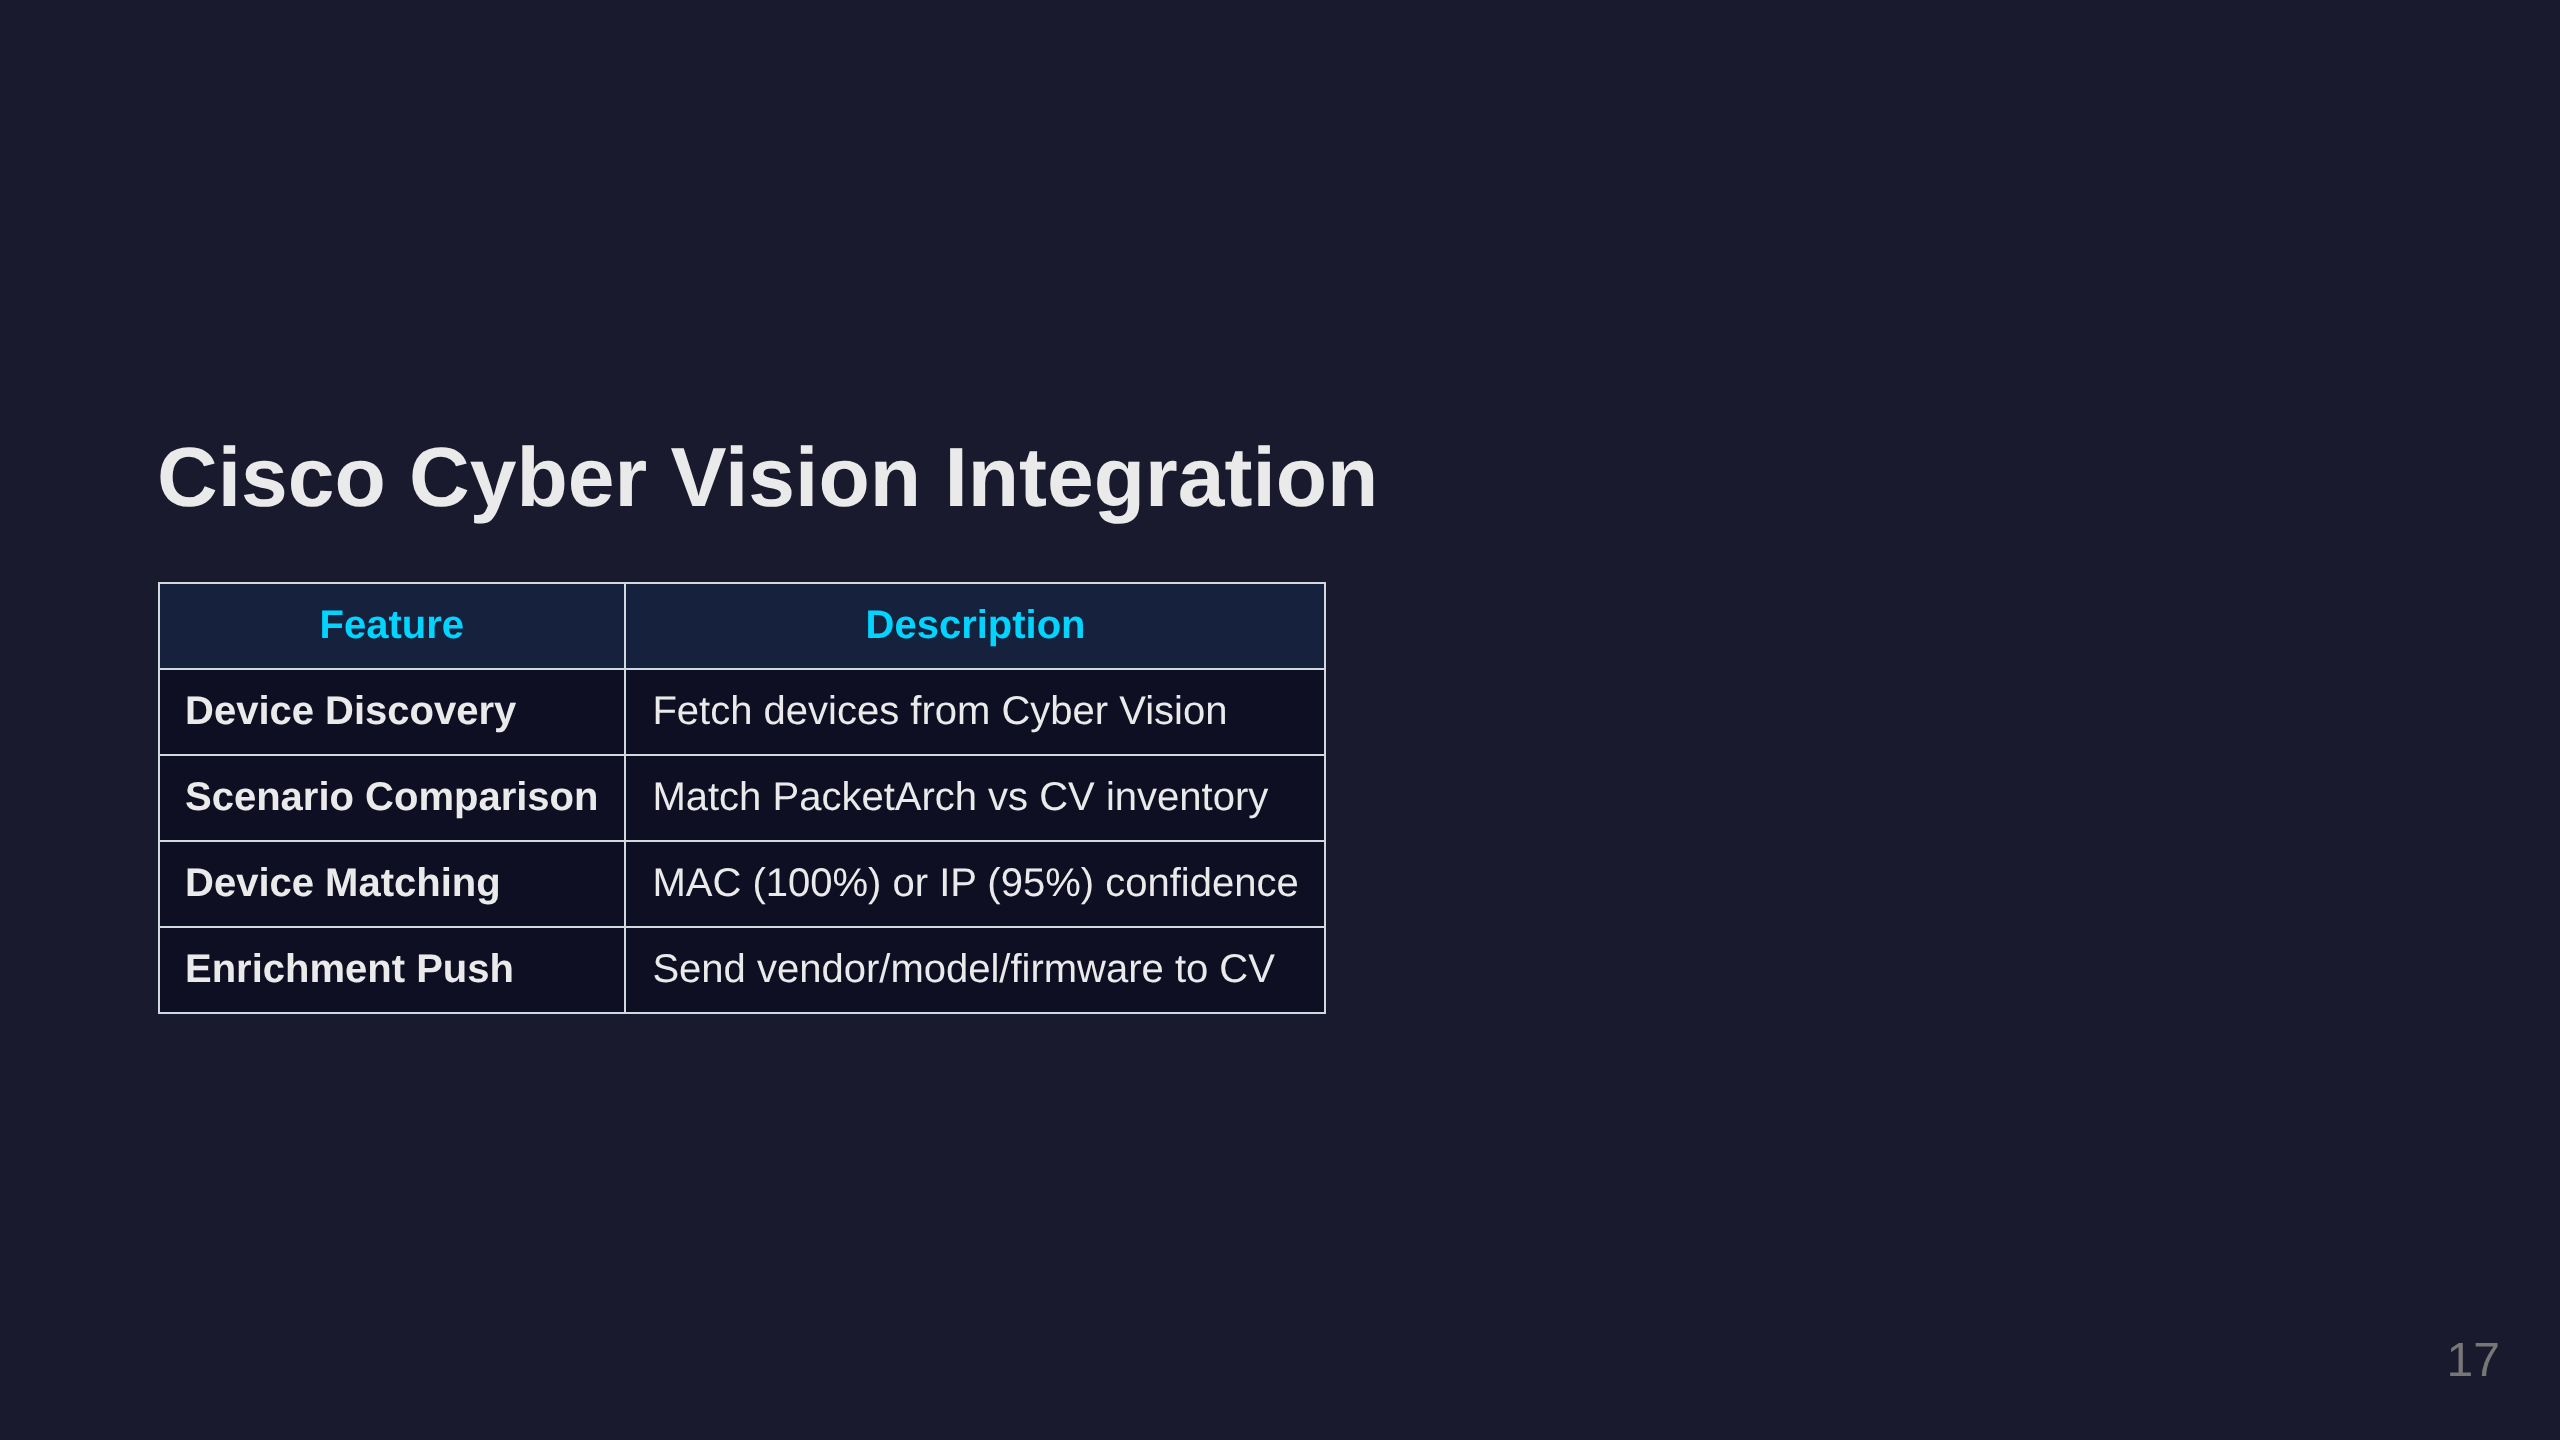 Cisco Cyber Vision Integration
Feature Description
Device Discovery Fetch devices from Cyber Vision
Scenario Comparison Match PacketArch vs CV inventory
Device Matching MAC (100%) or IP (95%) confidence
Enrichment Push Send vendor/model/firmware to CV
17